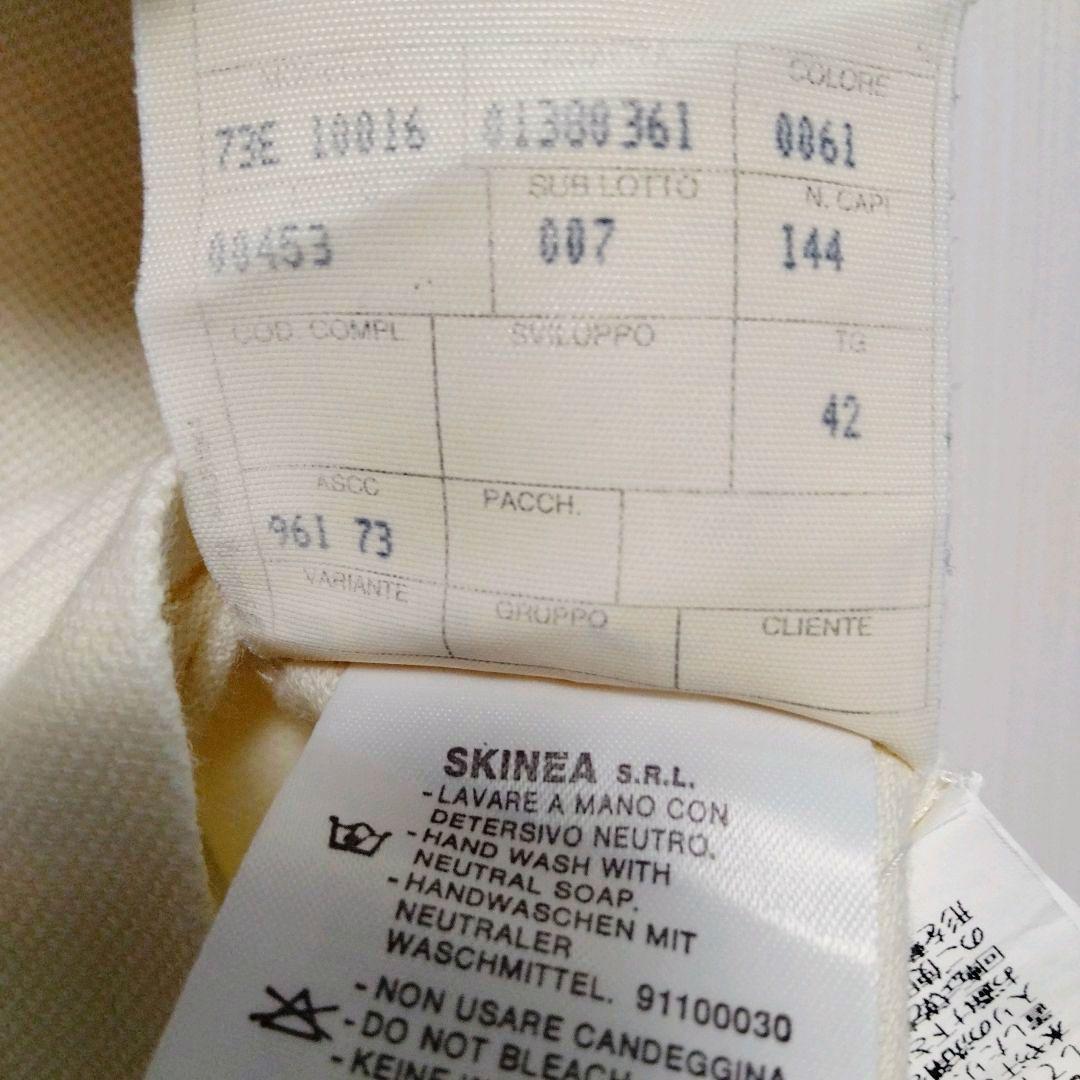 COLORE
73E 10016 01380361 0061
SUB LOTTO N. CAPI
00453 007 144
COD. COMPL. SVILUPPO TG
42
ASCC PACCH.
961 73
VARIANTE GRUPPO CLIENTE
SKINEA S.R.L.
-LAVARE A MANO CON
DETERSIVO NEUTRO.
-HAND WASH WITH
NEUTRAL SOAP.
-HANDWASCHEN MIT
NEUTRALER
WASCHMITTEL. 91100030
-NON USARE CANDEGGINA
-DO NOT BLEACH
-KEINE